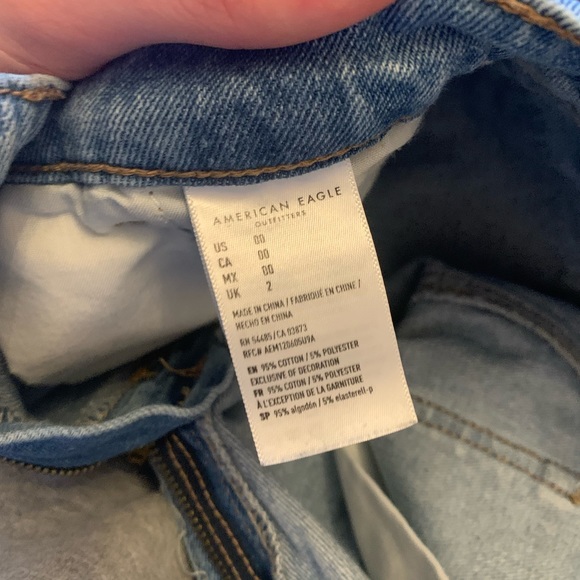 AMERICAN EAGLE
OUTFITTERS
US 00
CA 00
MX 00
UK 2
MADE IN CHINA / FABRIQUÉ EN CHINE /
HECHO EN CHINA
RN 54485/CA 03873
RFC# AEM120605U9A
EN 95% COTTON / 5% POLYESTER
EXCLUSIVE OF DECORATION
FR 95% COTTON / 5% POLYESTER
À L'EXCEPTION DE LA GARNITURE
SP 95% algodón / 5% elasterell-p